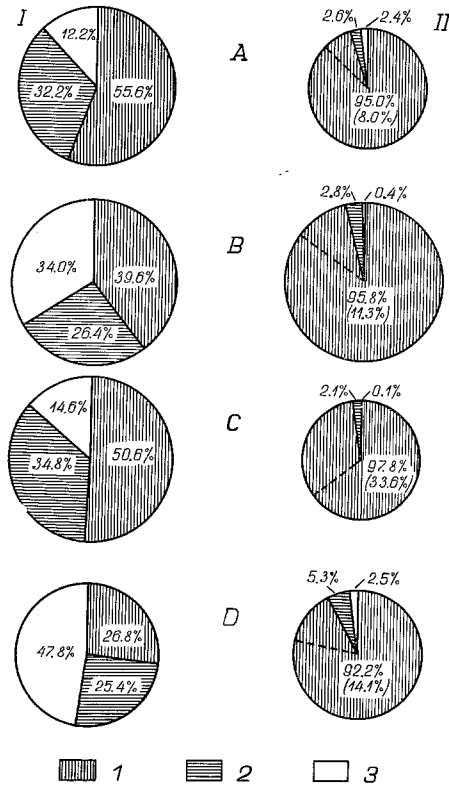 I II
12.2% 2.6% 2.4%
A
32.2% 55.6% 95.0%
(8.0%)
2.8% 0.4%
B
34.0% 39.6% 95.8%
(11.3%)
26.4%
2.1% 0.1%
14.6% C
34.8% 50.6% 97.8%
(33.6%)
5.3% 2.5%
D
47.8% 26.8% 92.2%
25.4% (14.1%)
1 2 3